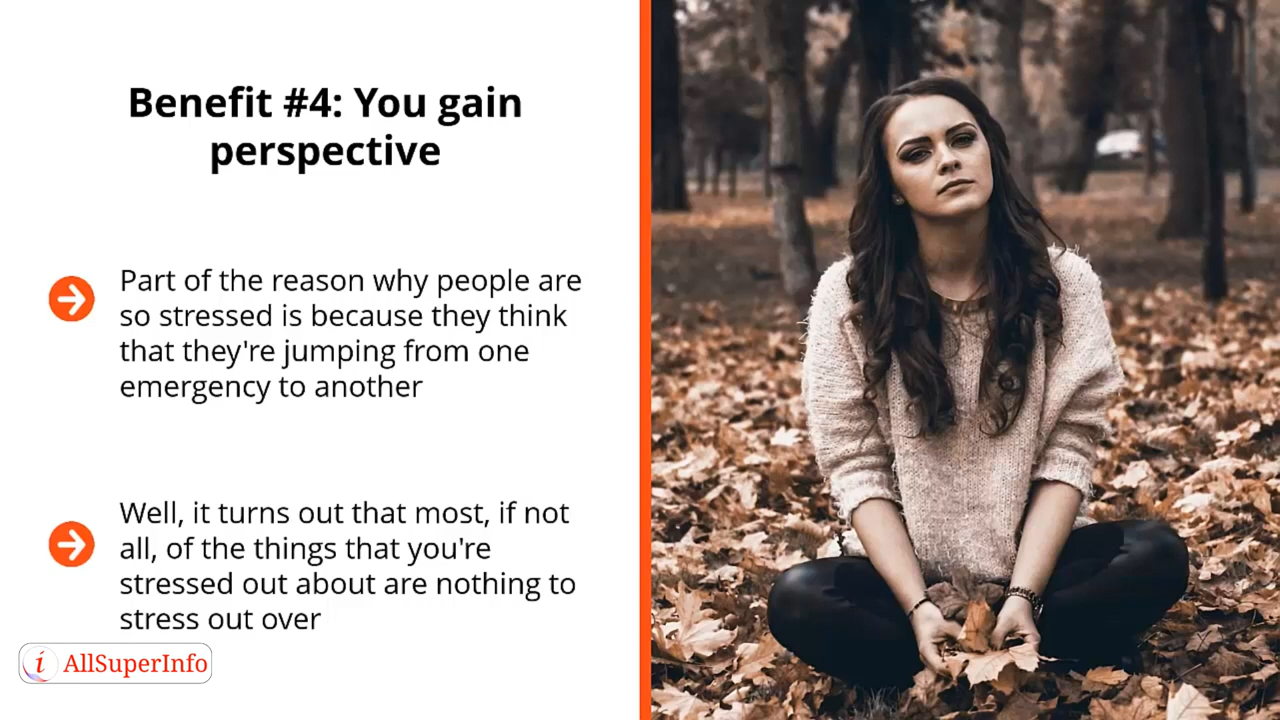 Benefit #4: You gain
perspective
Part of the reason why people are
so stressed is because they think
that they're jumping from one
emergency to another
Well, it turns out that most, if not
all, of the things that you're
stressed out about are nothing to
stress out over
i AllSuperInfo